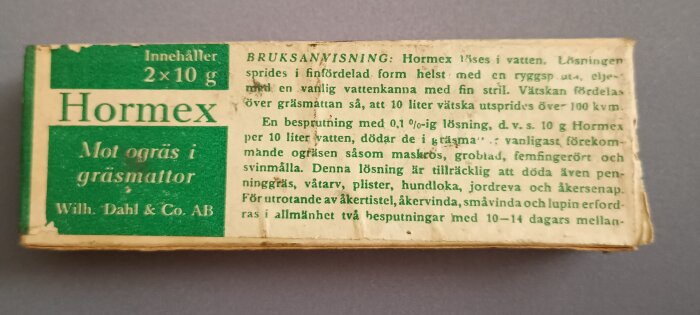 Innehåller
2×10 g
Hormex
Mot ogräs i
gräsmattor
Wilh. Dahl & Co. AB
BRUKSANVISNING: Hormex löses i vatten. Lösningen
sprides i finfördelad form helst med en
med en vanlig vattenkanna med fin stril. Vätskan fördelas
över gräsmattan så, att 10 liter vätska utsprides över 100 kvm.
En besprutning med 0,1 %-ig lösning, d. v. s. 10 g Hormex
per 10 liter vatten, dödar de i vanligast förekom-
mande ogräsen såsom maskros, groblad, femfingerört och
svinmålla. Denna lösning är tillräcklig att döda även pen-
ninggräs, våtarv, plister, hundloka, jordreva och åkersenap.
För utrotande av åkertistel, åkervinda, småvinda och lupin erford-
ras i allmänhet två besputningar med 10—14 dagars mellan-